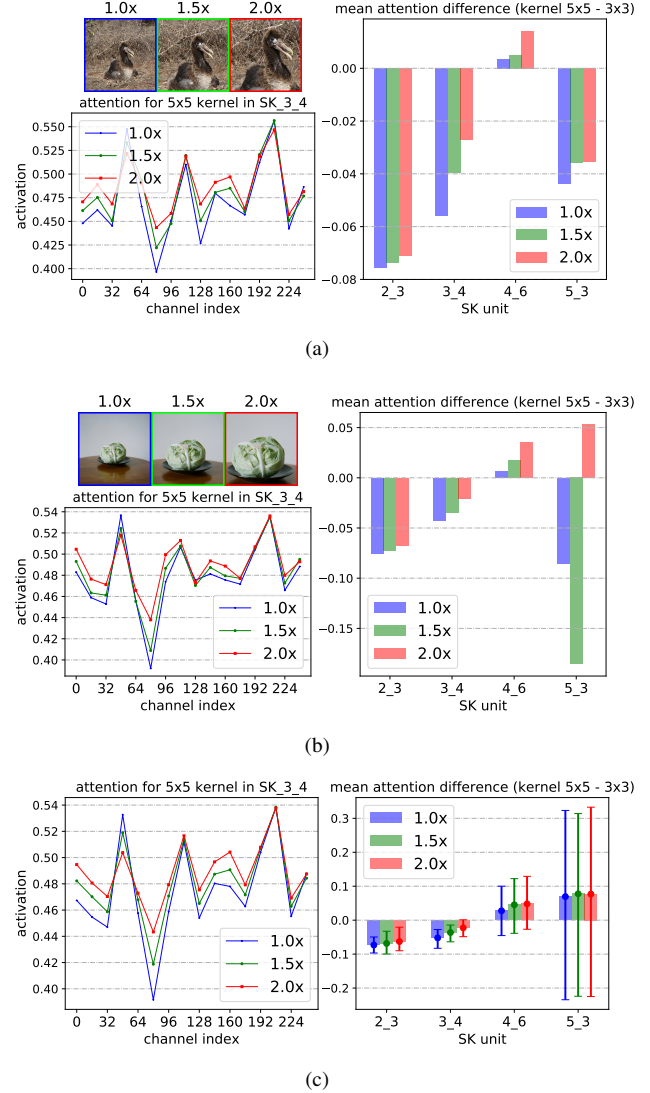 1.0x 1.5x 2.0x
attention for 5x5 kernel in SK_3_4
0.550
0.525
0.500
0.475
0.450
0.425
0.400
activation
1.0x
1.5x
2.0x
0 32 64 96 128 160 192 224
channel index
mean attention difference (kernel 5x5 - 3x3)
0.00
−0.02
−0.04
−0.06
−0.08
1.0x
1.5x
2.0x
2_3 3_4 4_6 5_3
SK unit
(a)
1.0x 1.5x 2.0x
attention for 5x5 kernel in SK_3_4
0.54
0.52
0.50
0.48
0.46
0.44
0.42
0.40
activation
1.0x
1.5x
2.0x
0 32 64 96 128 160 192 224
channel index
mean attention difference (kernel 5x5 - 3x3)
0.05
0.00
−0.05
−0.10
−0.15
1.0x
1.5x
2.0x
2_3 3_4 4_6 5_3
SK unit
(b)
attention for 5x5 kernel in SK_3_4
0.54
0.52
0.50
0.48
0.46
0.44
0.42
0.40
activation
1.0x
1.5x
2.0x
0 32 64 96 128 160 192 224
channel index
mean attention difference (kernel 5x5 - 3x3)
0.3
0.2
0.1
0.0
−0.1
−0.2
1.0x
1.5x
2.0x
2_3 3_4 4_6 5_3
SK unit
(c)